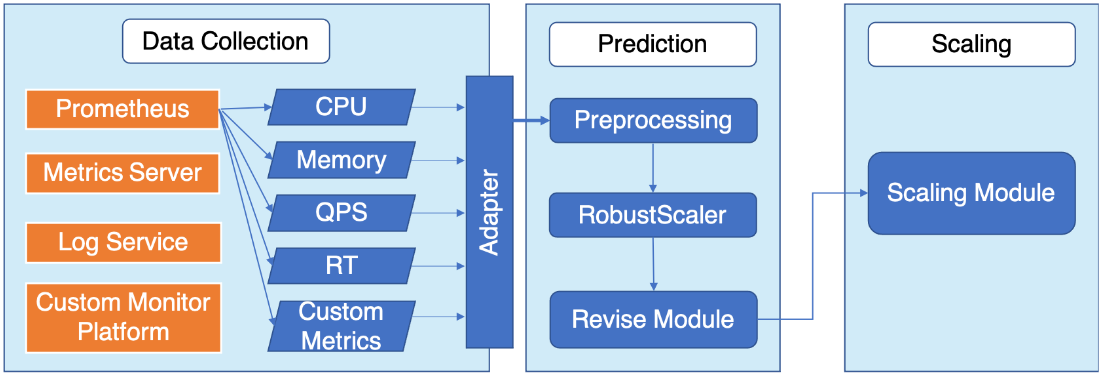 Data Collection
Prometheus
Metrics Server
Log Service
Custom Monitor
Platform
CPU
Memory
QPS
RT
Custom
Metrics
Adapter
Prediction
Preprocessing
RobustScaler
Revise Module
Scaling
Scaling Module